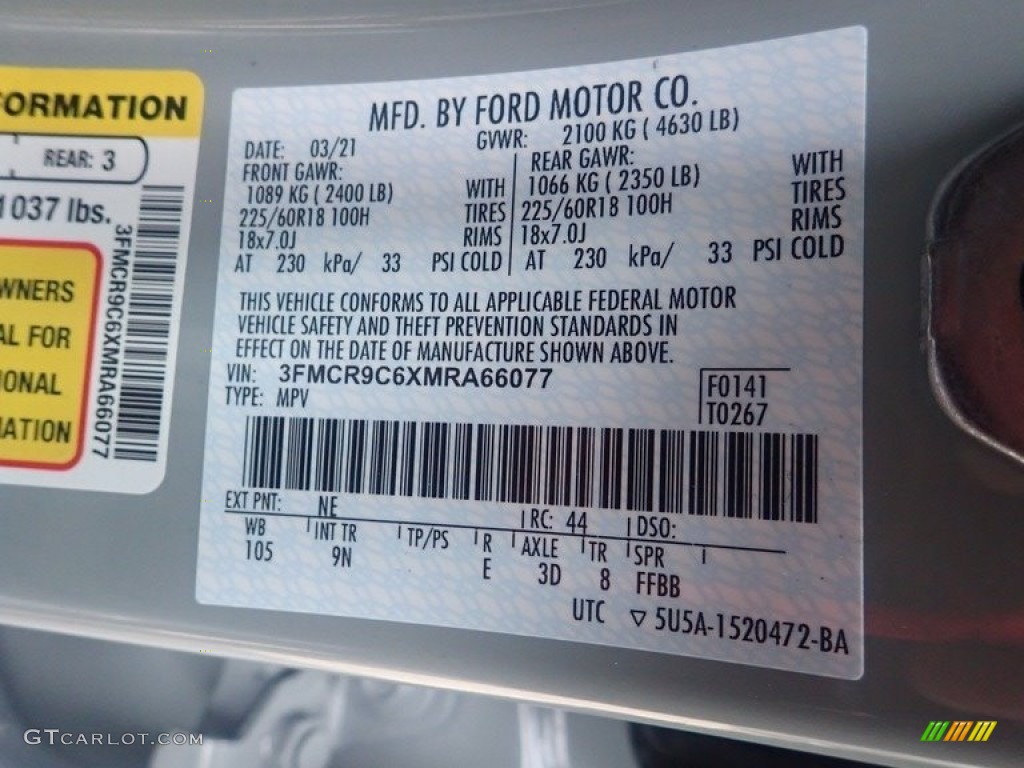 FORMATION
REAR: 3
1037 lbs.
3FMCR9C6XMRA66077
WNERS
AL FOR
IONAL
MATION
MFD. BY FORD MOTOR CO.
DATE: 03/21 GVWR: 2100 KG ( 4630 LB)
FRONT GAWR: REAR GAWR:
1089 KG ( 2400 LB) WITH 1066 KG ( 2350 LB) WITH
225/60R18 100H TIRES 225/60R18 100H TIRES
18x7.0J RIMS 18x7.0J RIMS
AT 230 kPa/ 33 PSI COLD AT 230 kPa/ 33 PSI COLD
THIS VEHICLE CONFORMS TO ALL APPLICABLE FEDERAL MOTOR
VEHICLE SAFETY AND THEFT PREVENTION STANDARDS IN
EFFECT ON THE DATE OF MANUFACTURE SHOWN ABOVE.
VIN: 3FMCR9C6XMRA66077
TYPE: MPV
F0141
T0267
EXT PNT: NE RC: 44 DSO:
WB INT TR TP/PS R AXLE TR SPR
105 9N E 3D 8 FFBB
UTC ▽ 5U5A-1520472-BA
GTCARLOT.COM